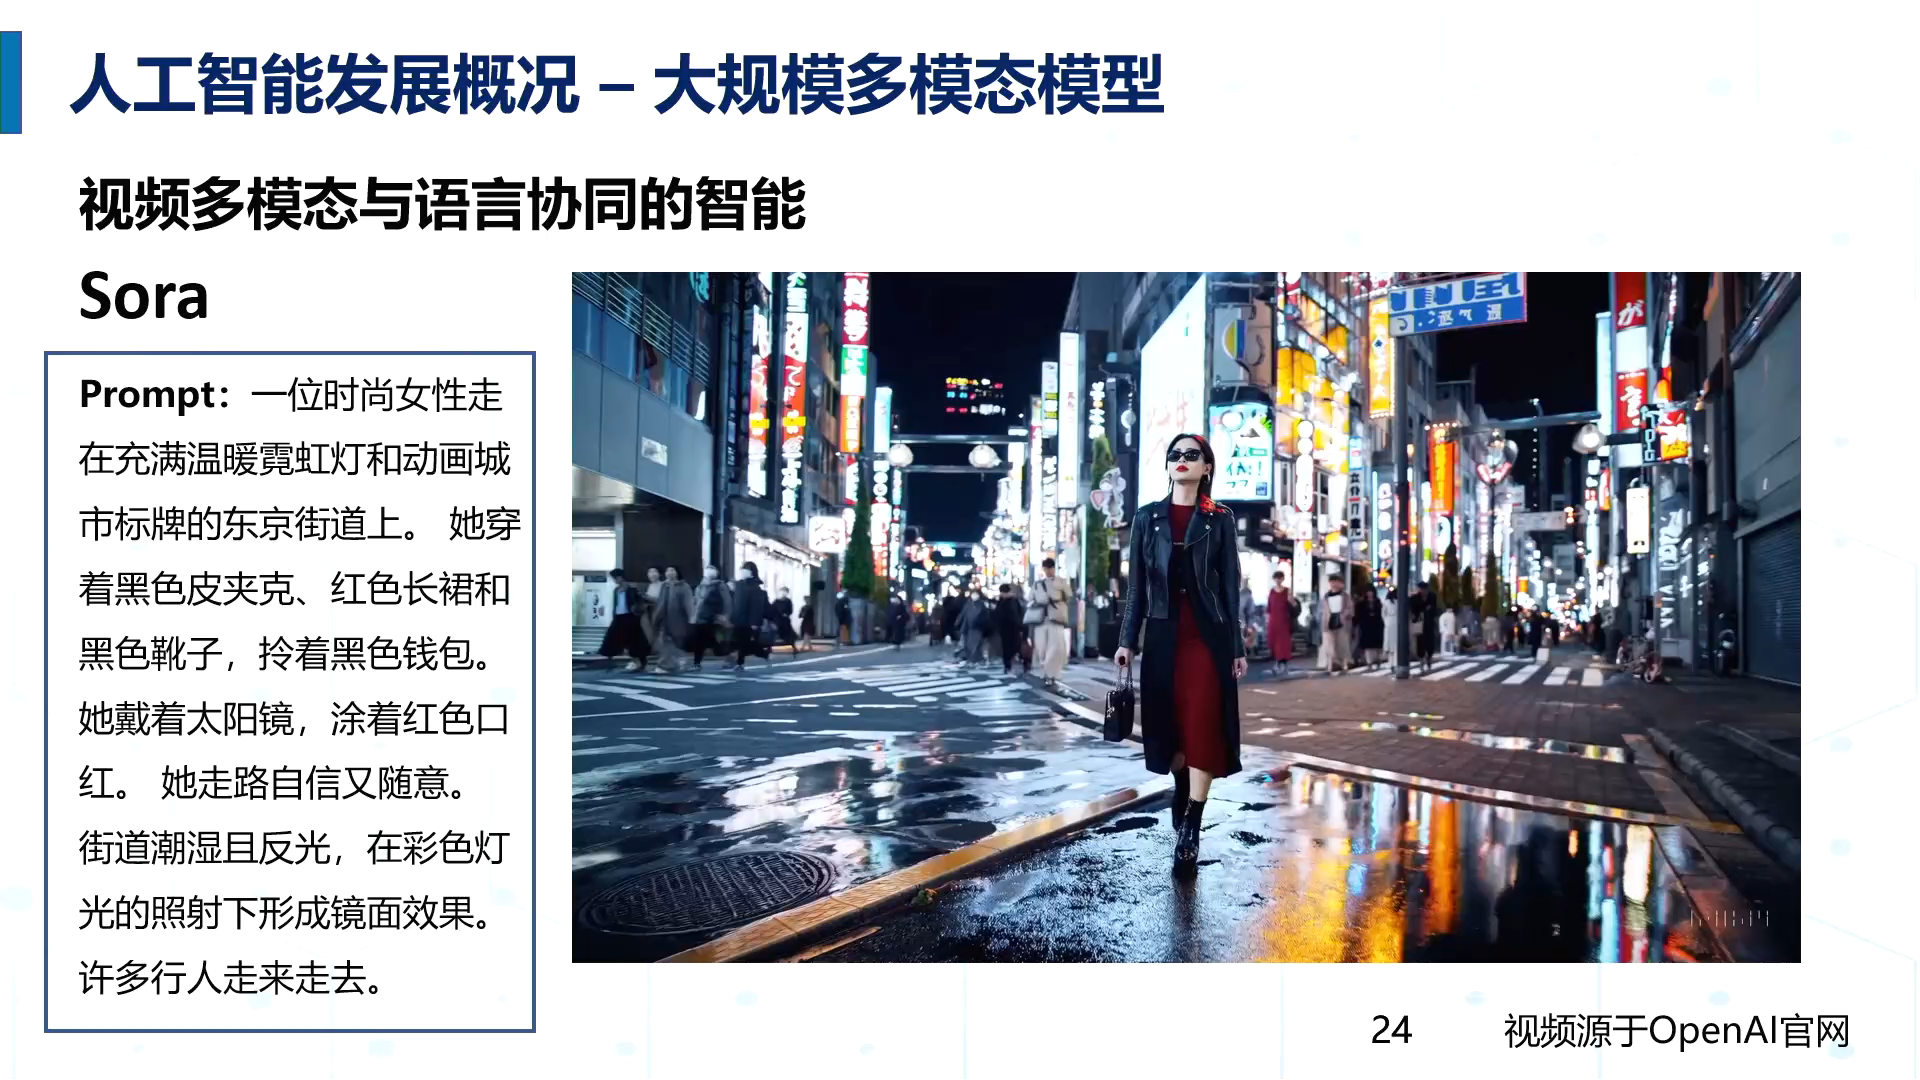 人工智能发展概况 – 大规模多模态模型
视频多模态与语言协同的智能
Sora
Prompt：一位时尚女性走
在充满温暖霓虹灯和动画城
市标牌的东京街道上。 她穿
着黑色皮夹克、红色长裙和
黑色靴子，拎着黑色钱包。
她戴着太阳镜，涂着红色口
红。 她走路自信又随意。
街道潮湿且反光，在彩色灯
光的照射下形成镜面效果。
许多行人走来走去。
24
视频源于OpenAI官网